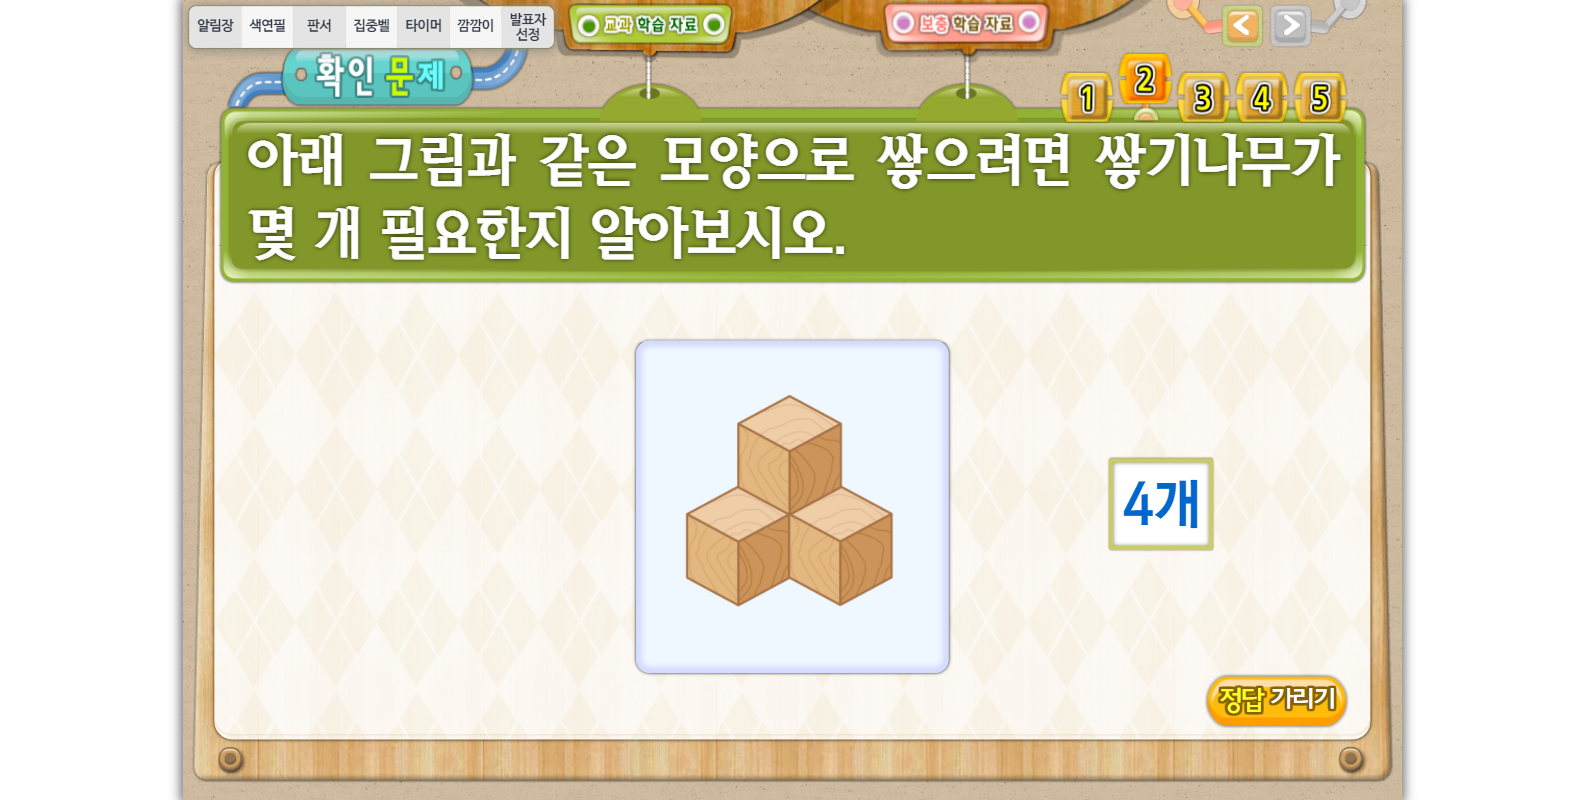 알림장 색연필 판서 집중벨 타이머 깜깜이 발표자
선정
교과 학습 자료
보충 학습 자료
확인 문제
1 2 3 4 5
아래 그림과 같은 모양으로 쌓으려면 쌓기나무가
몇 개 필요한지 알아보시오.
4개
정답 가리기